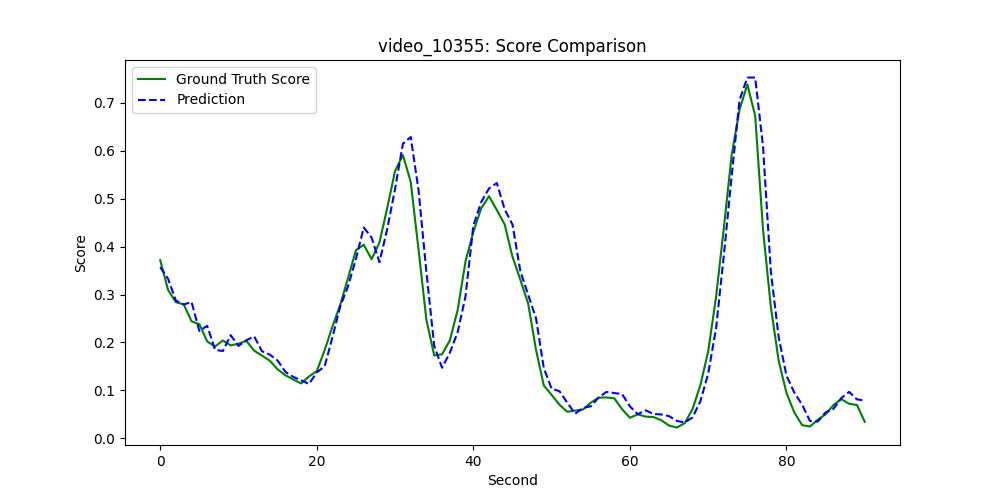 video_10355: Score Comparison
Ground Truth Score
Prediction
Score
0.7
0.6
0.5
0.4
0.3
0.2
0.1
0.0
0 20 40 60 80
Second